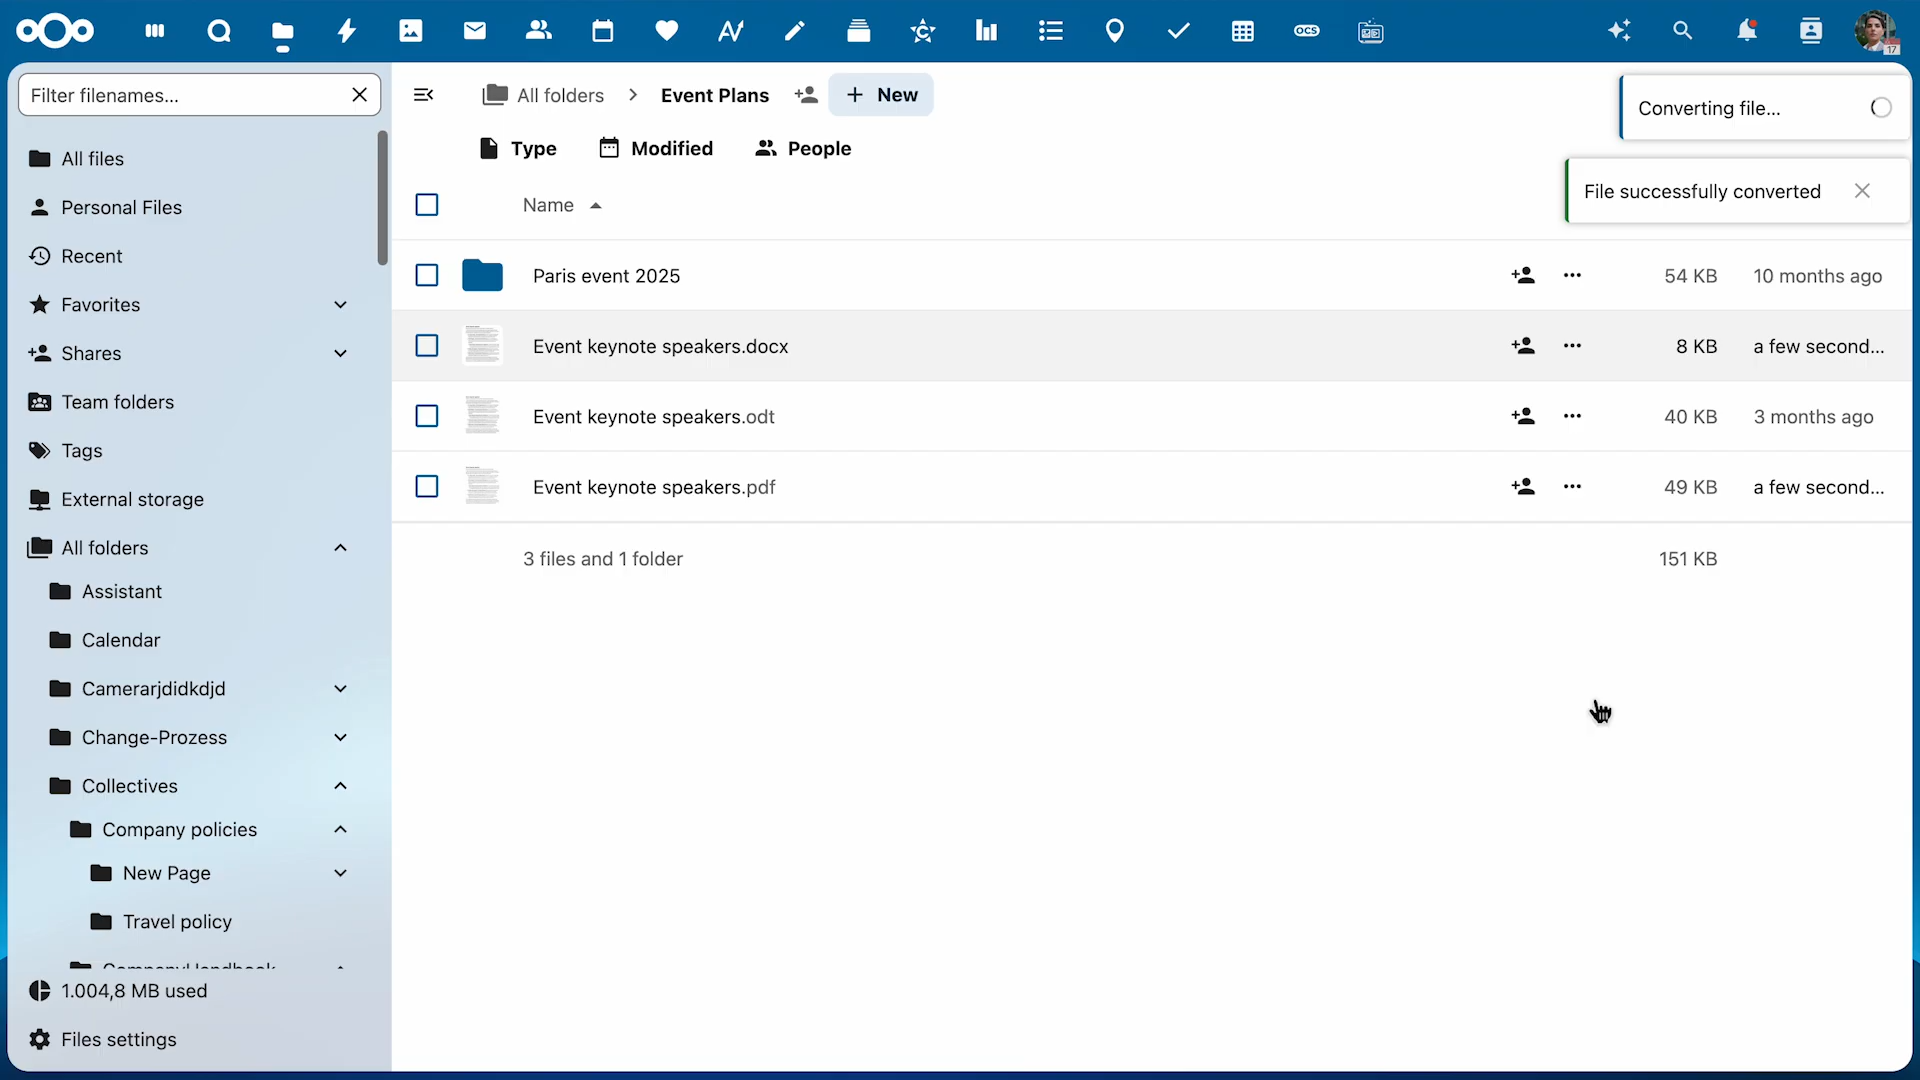 Filter filenames...
All folders
Event Plans
New
Converting file...
File successfully converted
Type
Modified
People
Name
All files
Personal Files
Recent
Favorites
Shares
Team folders
Tags
External storage
All folders
Assistant
Calendar
Camerarjdidkdjd
Change-Prozess
Collectives
Company policies
New Page
Travel policy
1.004,8 MB used
Files settings
Paris event 2025 54 KB 10 months ago
Event keynote speakers.docx 8 KB a few second...
Event keynote speakers.odt 40 KB 3 months ago
Event keynote speakers.pdf 49 KB a few second...
3 files and 1 folder 151 KB
OCS
17